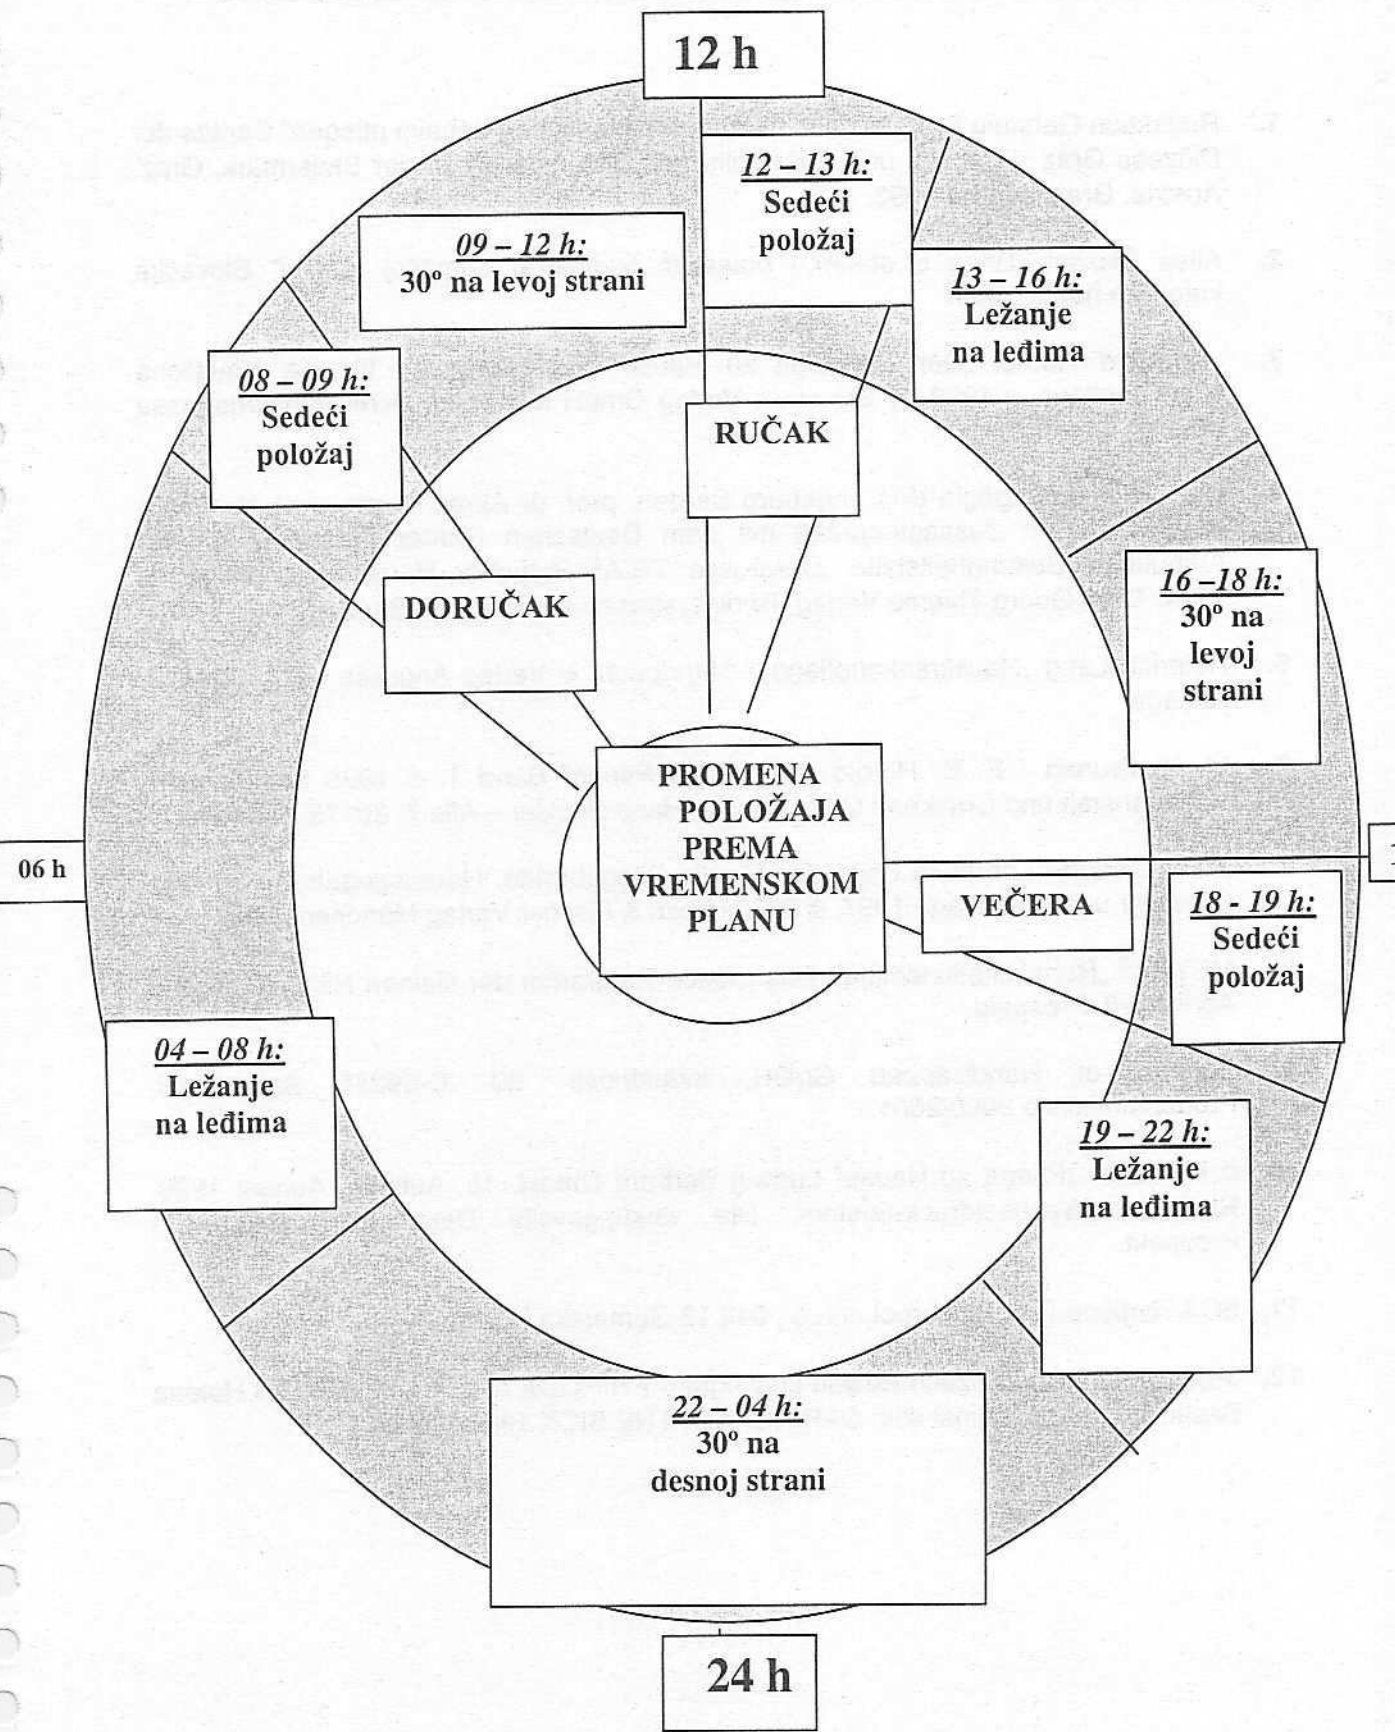 12 h
12 – 13 h:
Sedeći
položaj
09 – 12 h:
30º na levoj strani
13 – 16 h:
Ležanje
na leđima
08 – 09 h:
Sedeći
položaj
RUČAK
16 –18 h:
30º na
levoj
strani
DORUČAK
PROMENA
POLOŽAJA
PREMA
VREMENSKOM
PLANU
06 h
VEČERA
18 - 19 h:
Sedeći
položaj
04 – 08 h:
Ležanje
na leđima
19 – 22 h:
Ležanje
na leđima
22 – 04 h:
30º na
desnoj strani
24 h